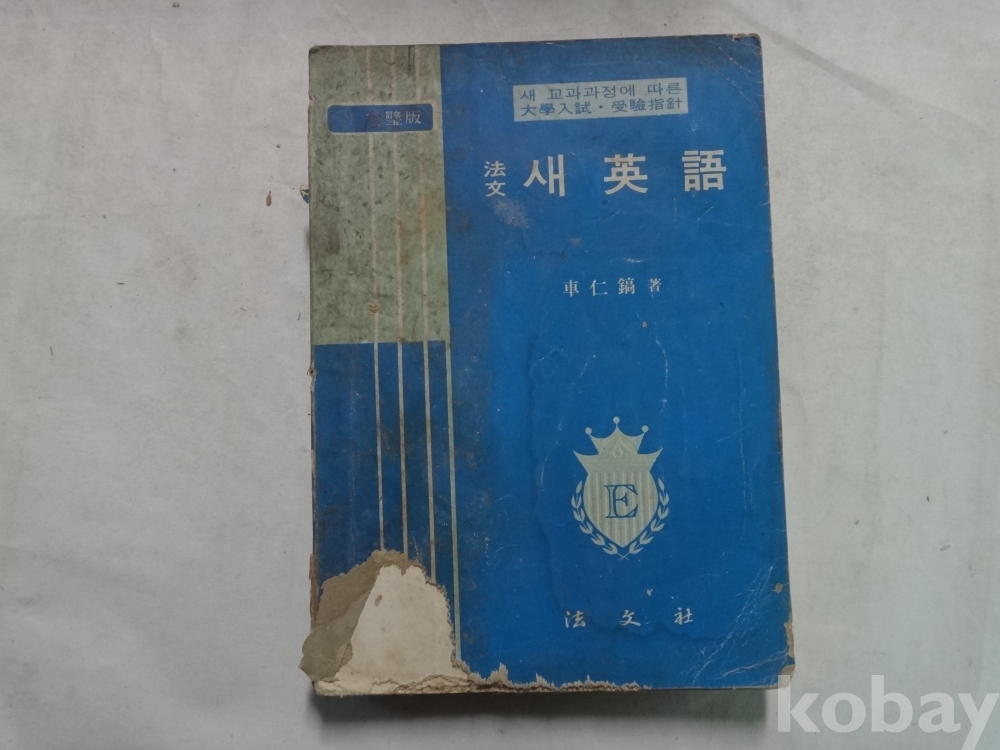 새 교과과정에 따른
大學入試·受驗指針
版
法文 새 英語
車仁鎬 著
E
法文社
kobay